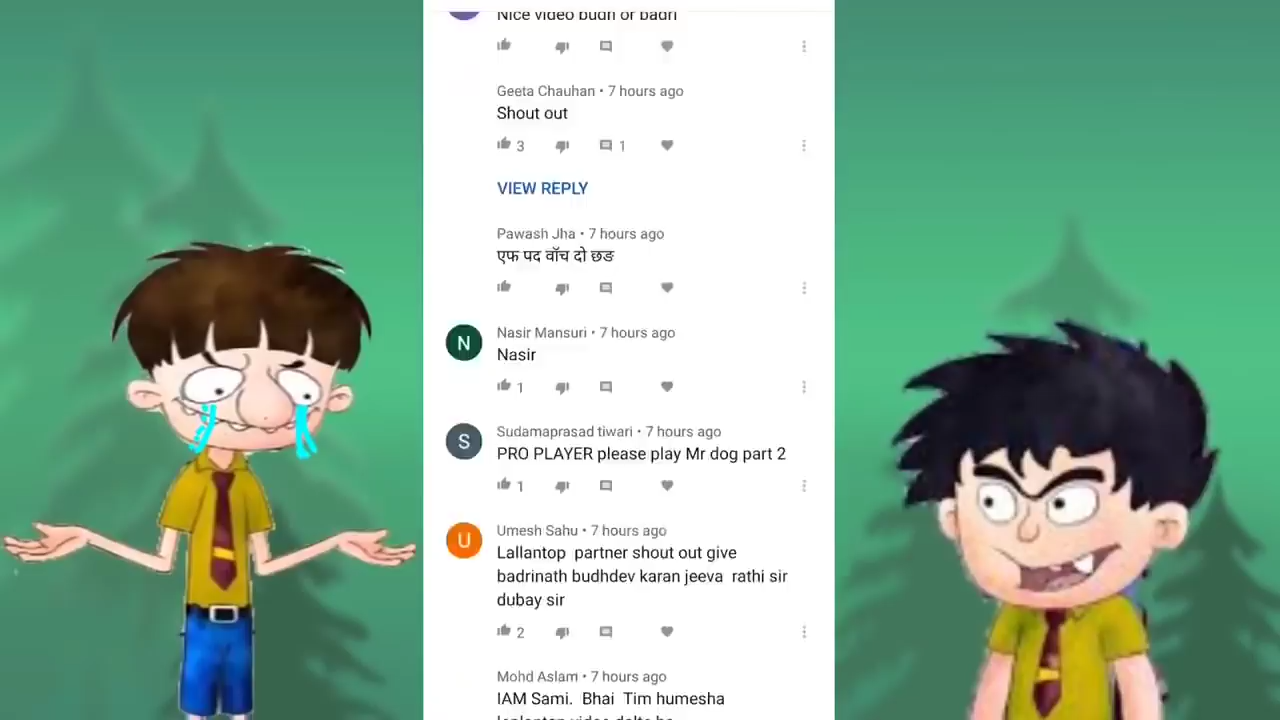 Nice video budh or badri
Geeta Chauhan • 7 hours ago
Shout out
3
1
VIEW REPLY
Pawash Jha • 7 hours ago
एफ पद वॉच दो छङ
N
Nasir Mansuri • 7 hours ago
Nasir
1
S
Sudamaprasad tiwari • 7 hours ago
PRO PLAYER please play Mr dog part 2
1
U
Umesh Sahu • 7 hours ago
Lallantop partner shout out give
badrinath budhdev karan jeeva rathi sir
dubay sir
2
Mohd Aslam • 7 hours ago
IAM Sami. Bhai Tim humesha